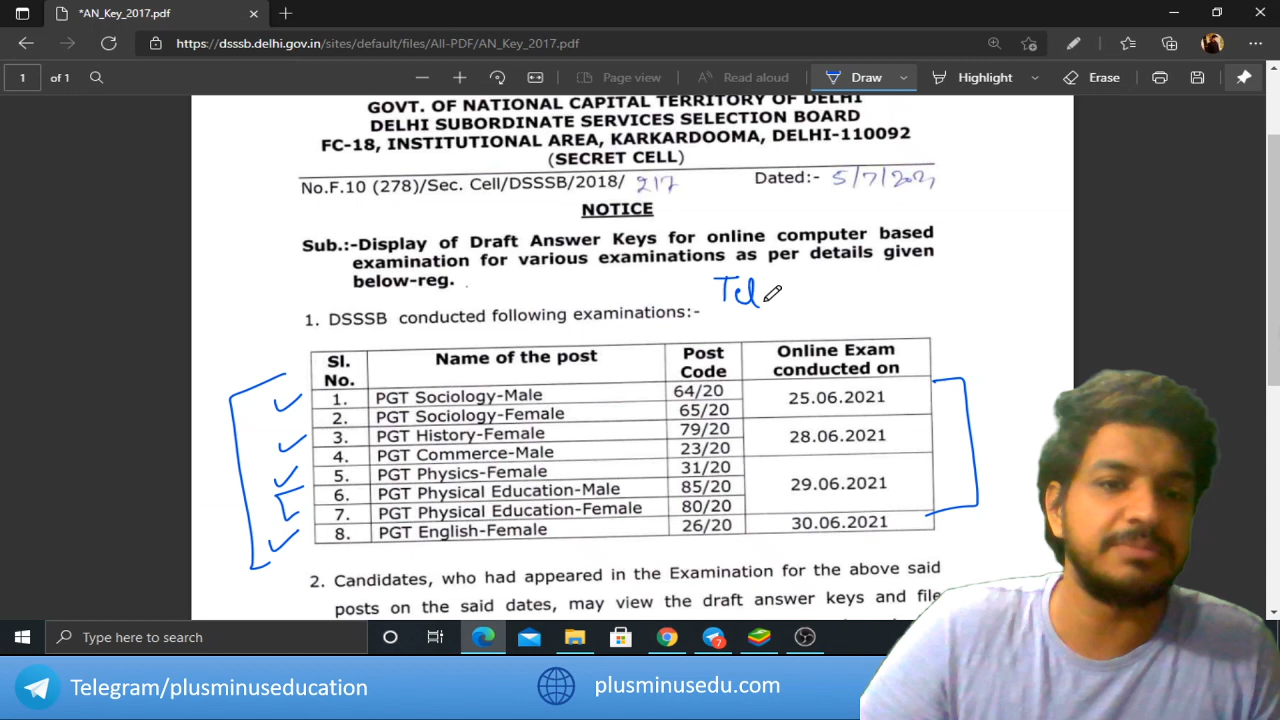 *AN_Key_2017.pdf
https://dsssb.delhi.gov.in/sites/default/files/All-PDF/AN_Key_2017.pdf
1 of 1 Page view Read aloud Draw Highlight Erase
GOVT. OF NATIONAL CAPITAL TERRITORY OF DELHI
DELHI SUBORDINATE SERVICES SELECTION BOARD
FC-18, INSTITUTIONAL AREA, KARKARDOOMA, DELHI-110092
(SECRET CELL)
No.F.10 (278)/Sec. Cell/DSSSB/2018/ 217 Dated:- 5/7/2021
NOTICE
Sub.:-Display of Draft Answer Keys for online computer based
examination for various examinations as per details given
below-reg.
Tel
1. DSSSB conducted following examinations:-
Sl. No. Name of the post Post Code Online Exam conducted on
1. PGT Sociology-Male 64/20 25.06.2021
2. PGT Sociology-Female 65/20
3. PGT History-Female 79/20 28.06.2021
4. PGT Commerce-Male 23/20
5. PGT Physics-Female 31/20 29.06.2021
6. PGT Physical Education-Male 85/20
7. PGT Physical Education-Female 80/20
8. PGT English-Female 26/20 30.06.2021
2. Candidates, who had appeared in the Examination for the above said
posts on the said dates, may view the draft answer keys and file
Type here to search
7
Telegram/plusminuseducation
plusminusedu.com